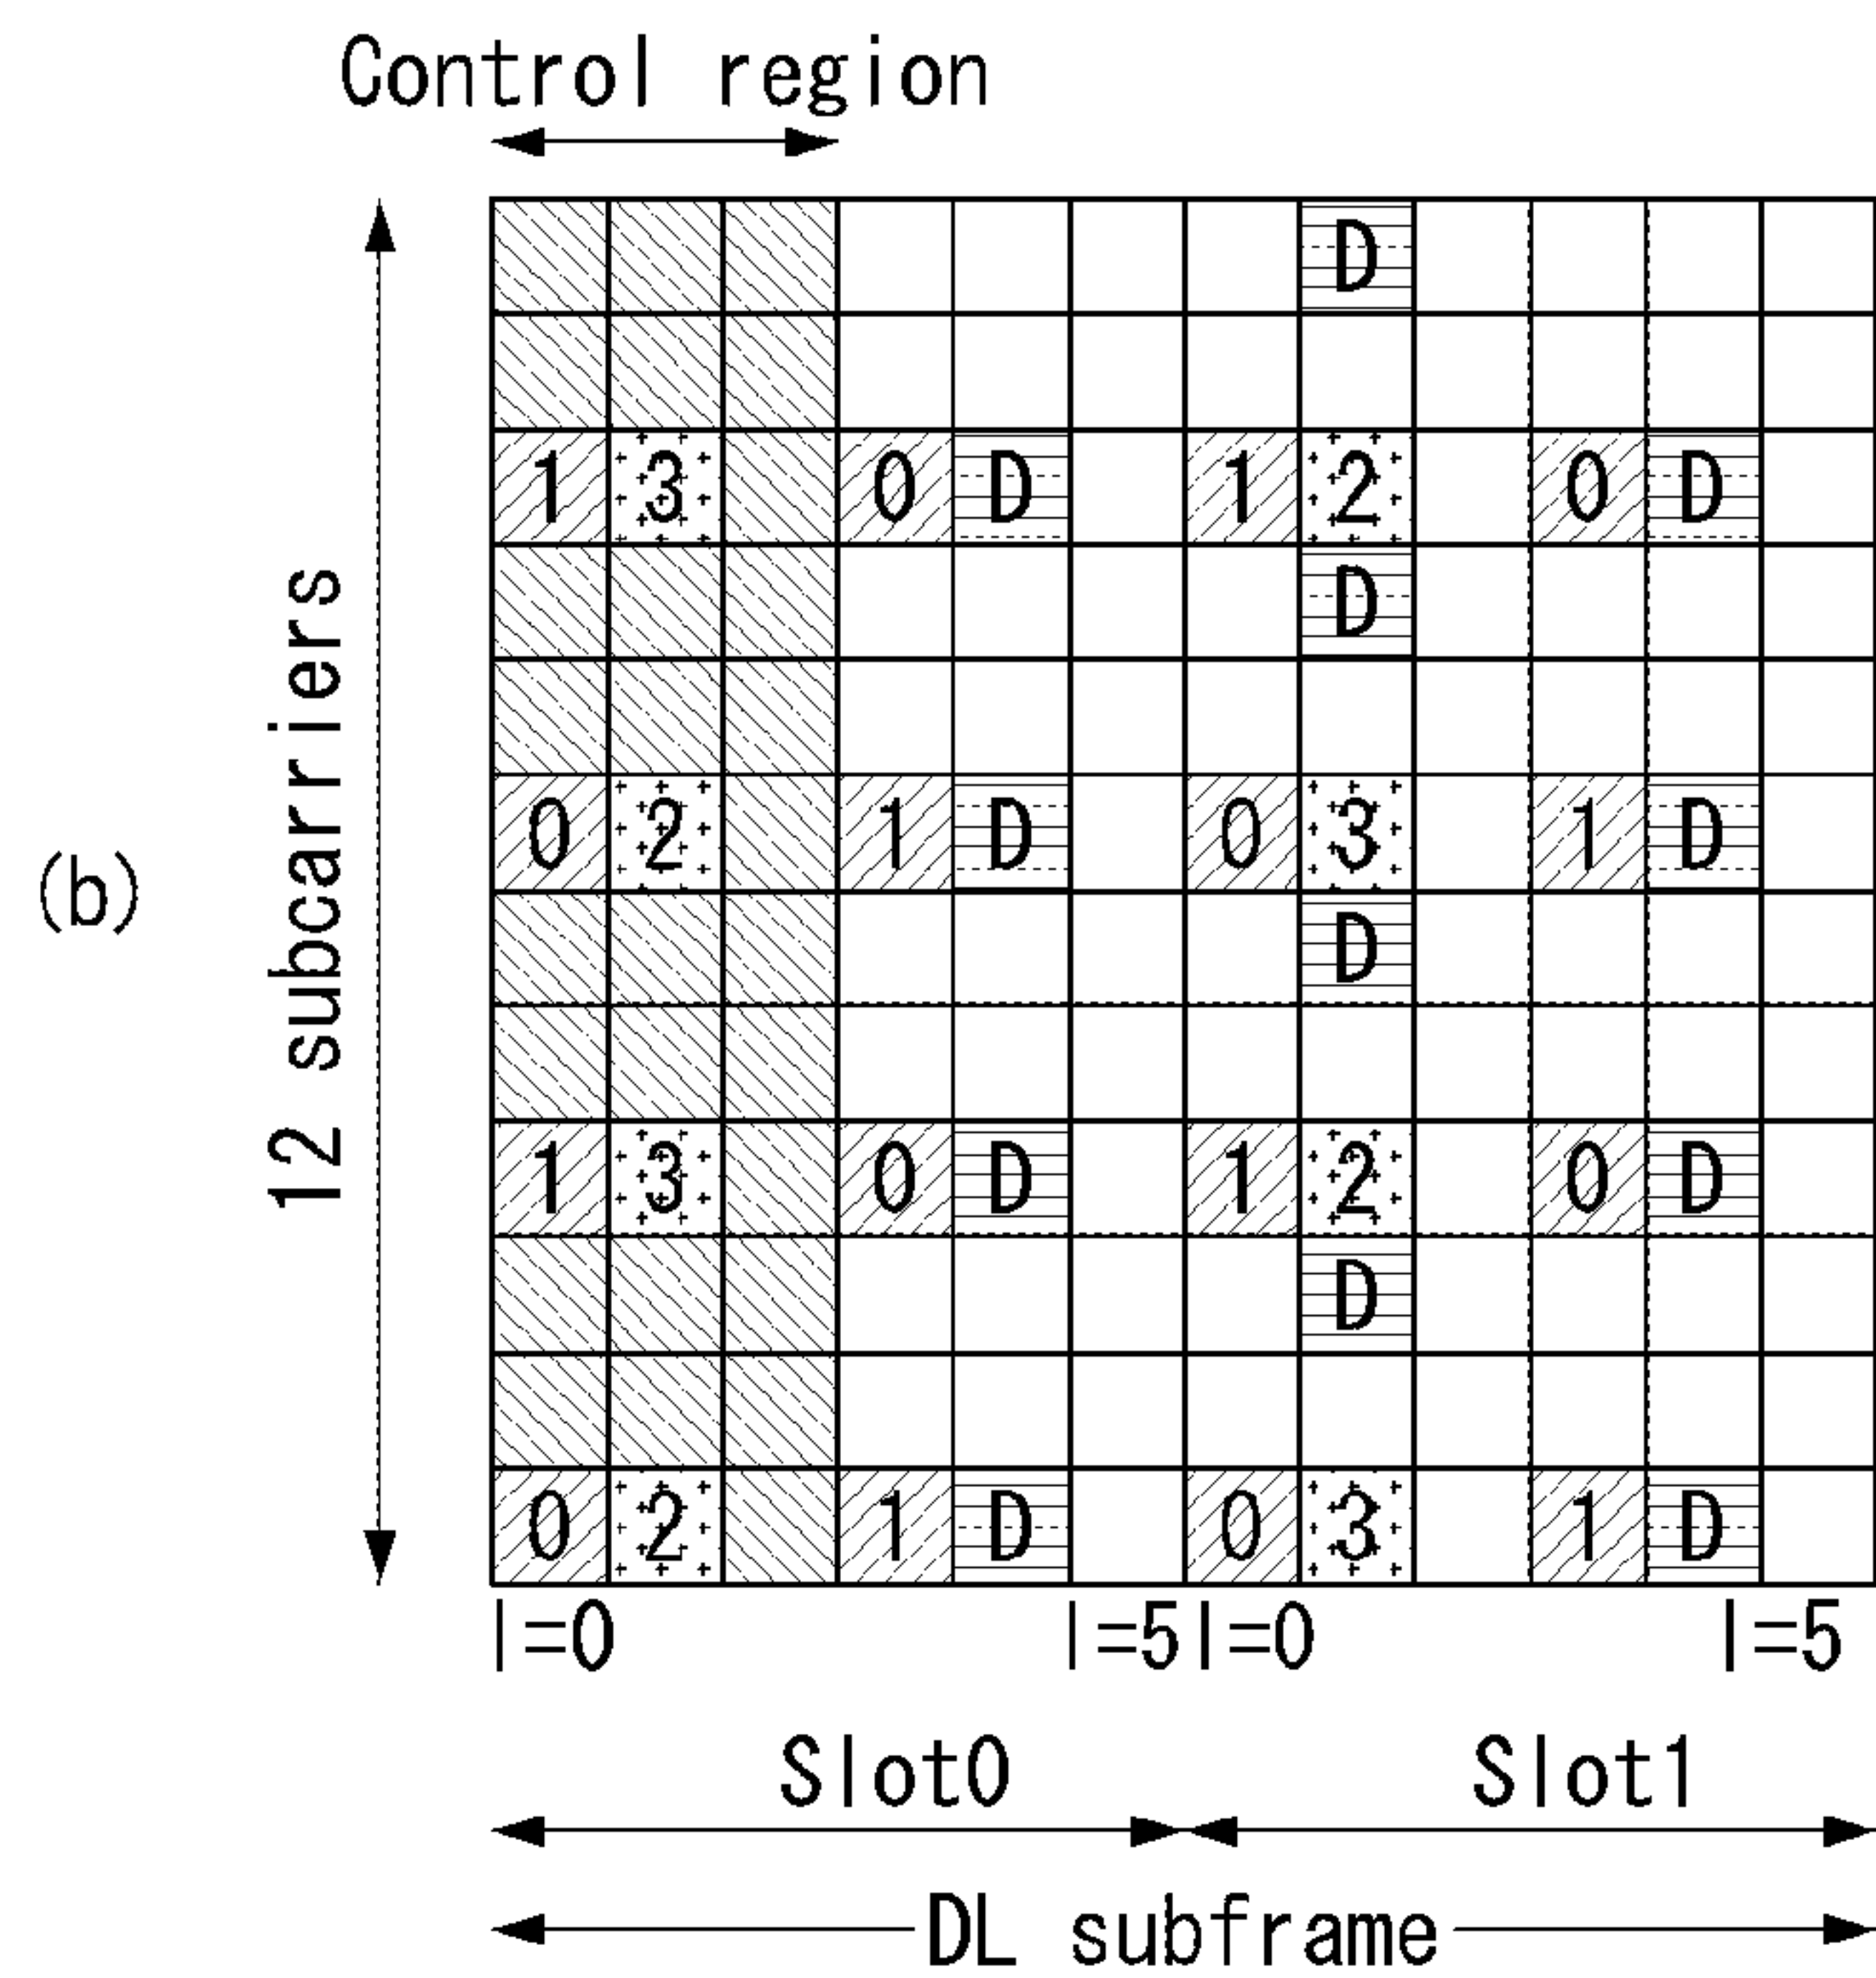 Control region
D
1 3 0 D 1 2 0 D
D
0 2 1 D 0 3 1 D
D
1 3 0 D 1 2 0 D
D
0 2 1 D 0 3 1 D
12 subcarriers
(b)
l=0 l=5 l=0 l=5
Slot0 Slot1
DL subframe